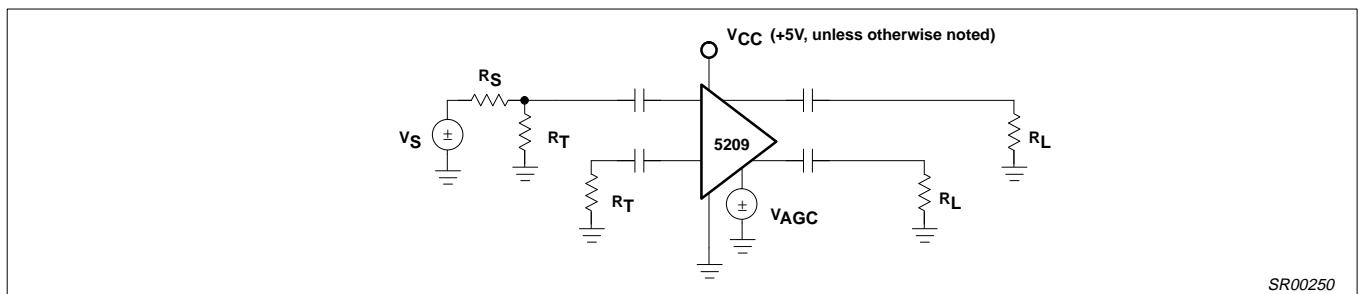 VCC (+5V, unless otherwise noted)
RS
VS
±
RT
RT
5209
±
VAGC
RL
RL
SR00250